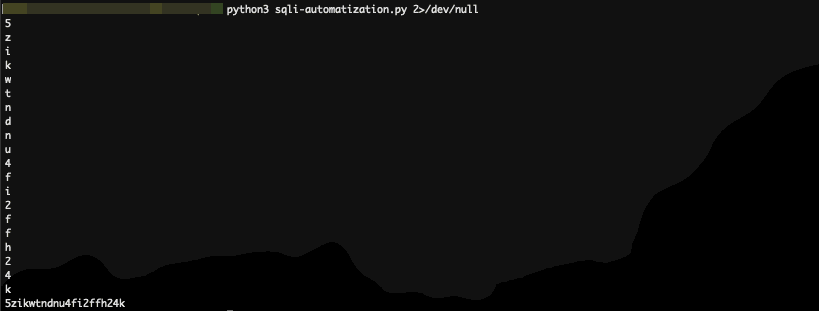 python3 sqli-automatization.py 2>/dev/null
5
z
i
k
w
t
n
d
n
u
4
f
i
2
f
f
h
2
4
k
5zikwtndnu4fi2ffh24k